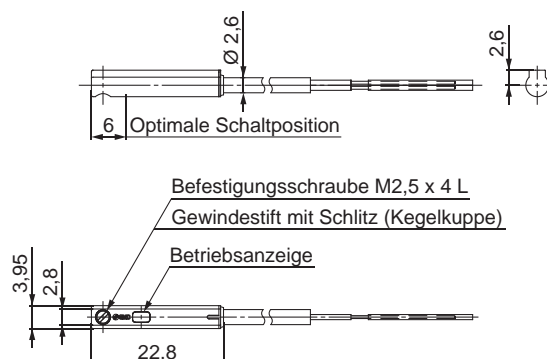 Ø 2,6
2,6
6
Optimale Schaltposition
Befestigungsschraube M2,5 x 4 L
Gewindestift mit Schlitz (Kegelkuppe)
Betriebsanzeige
3,95
2,8
22,8